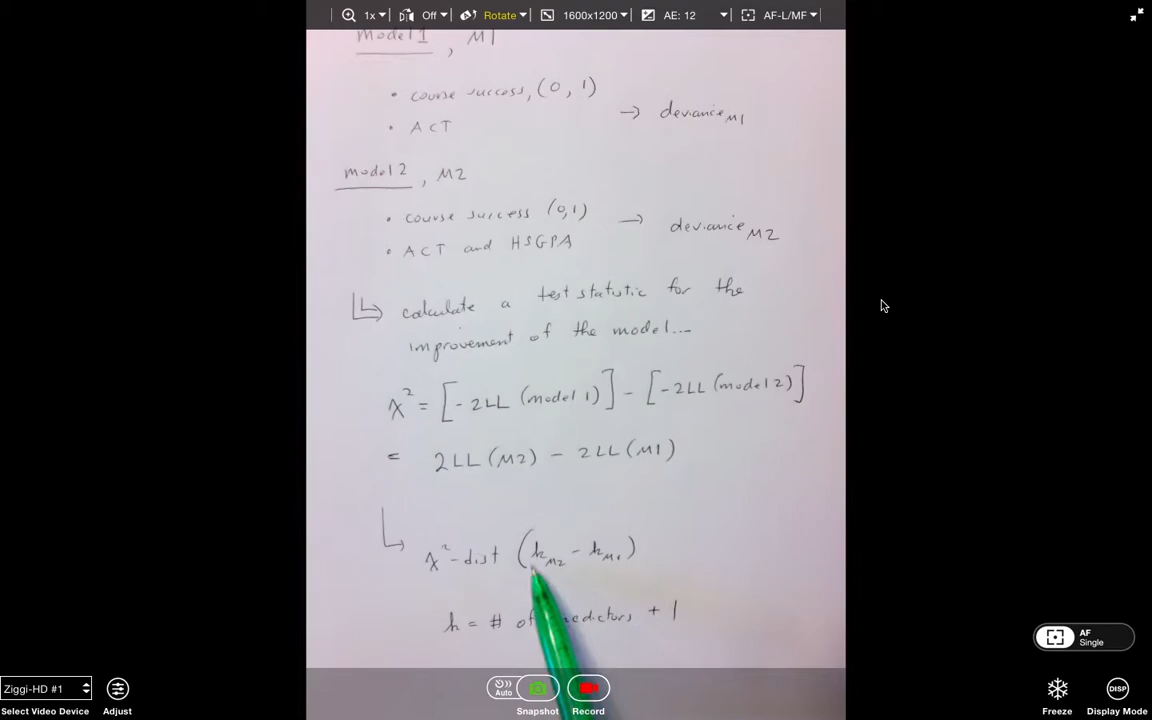 1x
Off
Rotate
1600x1200
AE: 12
AF-L/MF
Model 1, M1
• course success, (0, 1)
• ACT
→ deviance M1
model 2, M2
• course success (0,1)
• ACT and HSGPA
→ deviance M2
calculate a test statistic for the
improvement of the model...
χ² = [-2LL (model 1)] - [-2LL (model 2)]
= 2LL (M2) - 2LL (M1)
χ²-dist (k M2 - k M1)
k = # of + 1
AF
Single
Ziggi-HD #1
Select Video Device
Adjust
Auto
Snapshot
Record
Freeze
DISP
Display Mode